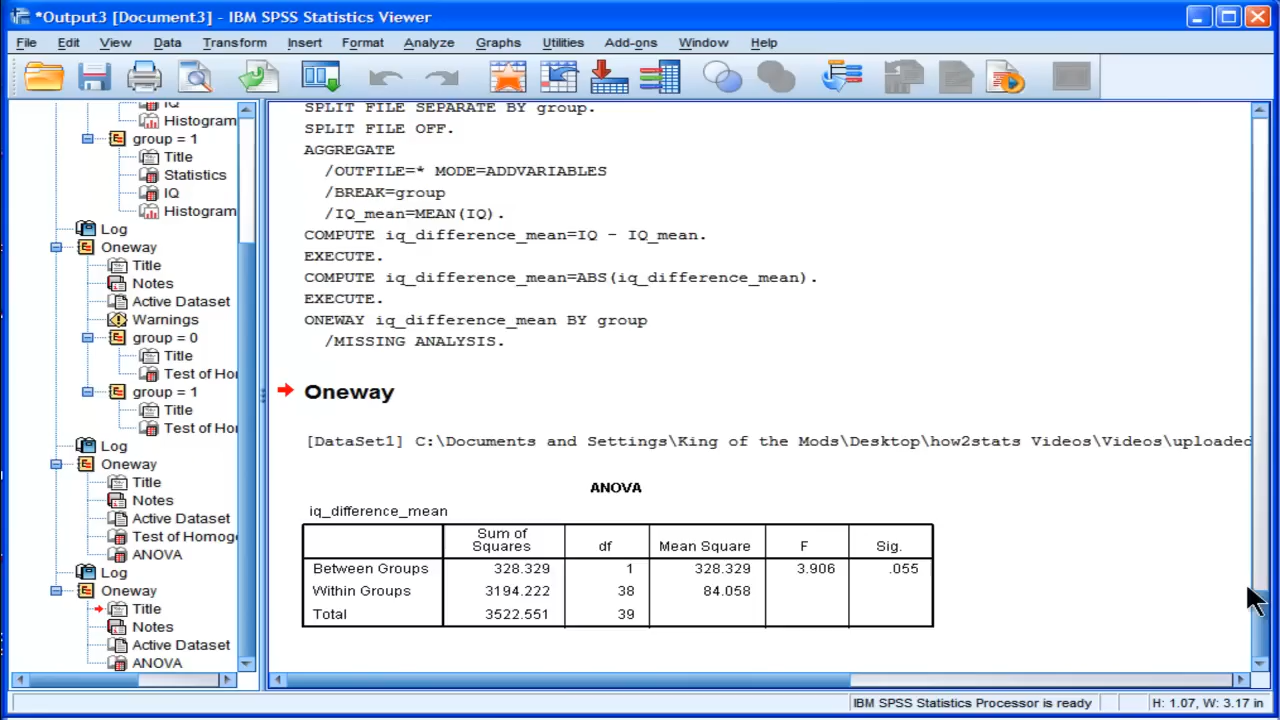 *Output3 [Document3] - IBM SPSS Statistics Viewer
File Edit View Data Transform Insert Format Analyze Graphs Utilities Add-ons Window Help
IQ
Histogram
group = 1
Title
Statistics
IQ
Histogram
Log
Oneway
Title
Notes
Active Dataset
Warnings
group = 0
Title
Test of Hor
group = 1
Title
Test of Hor
Log
Oneway
Title
Notes
Active Dataset
Test of Homog
ANOVA
Log
Oneway
Title
Notes
Active Dataset
ANOVA
SPLIT FILE SEPARATE BY group.
SPLIT FILE OFF.
AGGREGATE
/OUTFILE=* MODE=ADDVARIABLES
/BREAK=group
/IQ_mean=MEAN(IQ).
COMPUTE iq_difference_mean=IQ - IQ_mean.
EXECUTE.
COMPUTE iq_difference_mean=ABS(iq_difference_mean).
EXECUTE.
ONEWAY iq_difference_mean BY group
/MISSING ANALYSIS.
Oneway
[DataSet1] C:\Documents and Settings\King of the Mods\Desktop\how2stats Videos\Videos\uploaded
ANOVA
iq_difference_mean
Sum of Squares df Mean Square F Sig.
Between Groups 328.329 1 328.329 3.906 .055
Within Groups 3194.222 38 84.058
Total 3522.551 39
IBM SPSS Statistics Processor is ready H: 1.07, W: 3.17 in